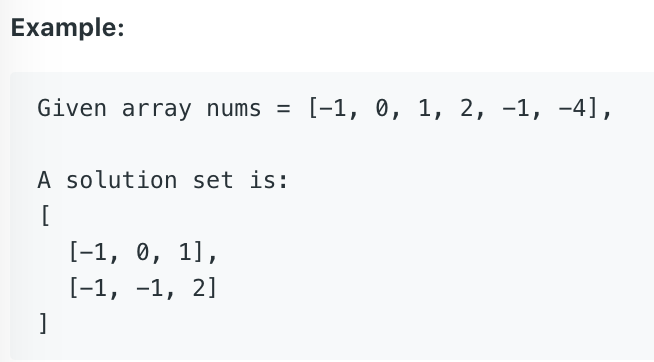 Example:
Given array nums = [-1, 0, 1, 2, -1, -4],
A solution set is:
[
  [-1, 0, 1],
  [-1, -1, 2]
]